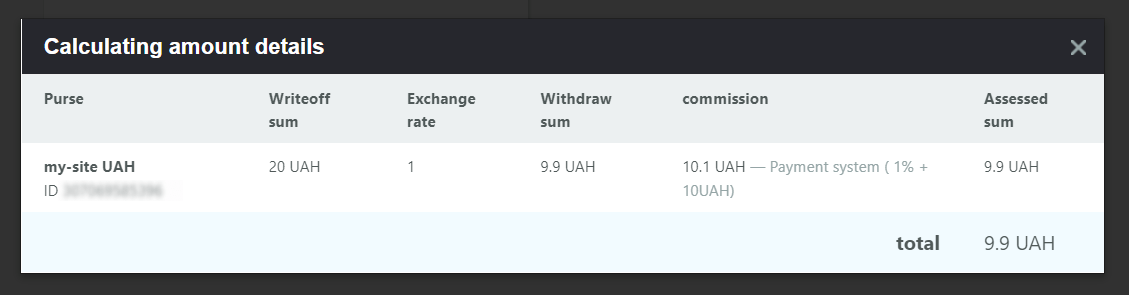 Calculating amount details
Purse
Writeoff
sum
Exchange
rate
Withdraw
sum
commission
Assessed
sum
my-site UAH
ID
20 UAH
1
9.9 UAH
10.1 UAH — Payment system ( 1% +
10UAH)
9.9 UAH
total
9.9 UAH